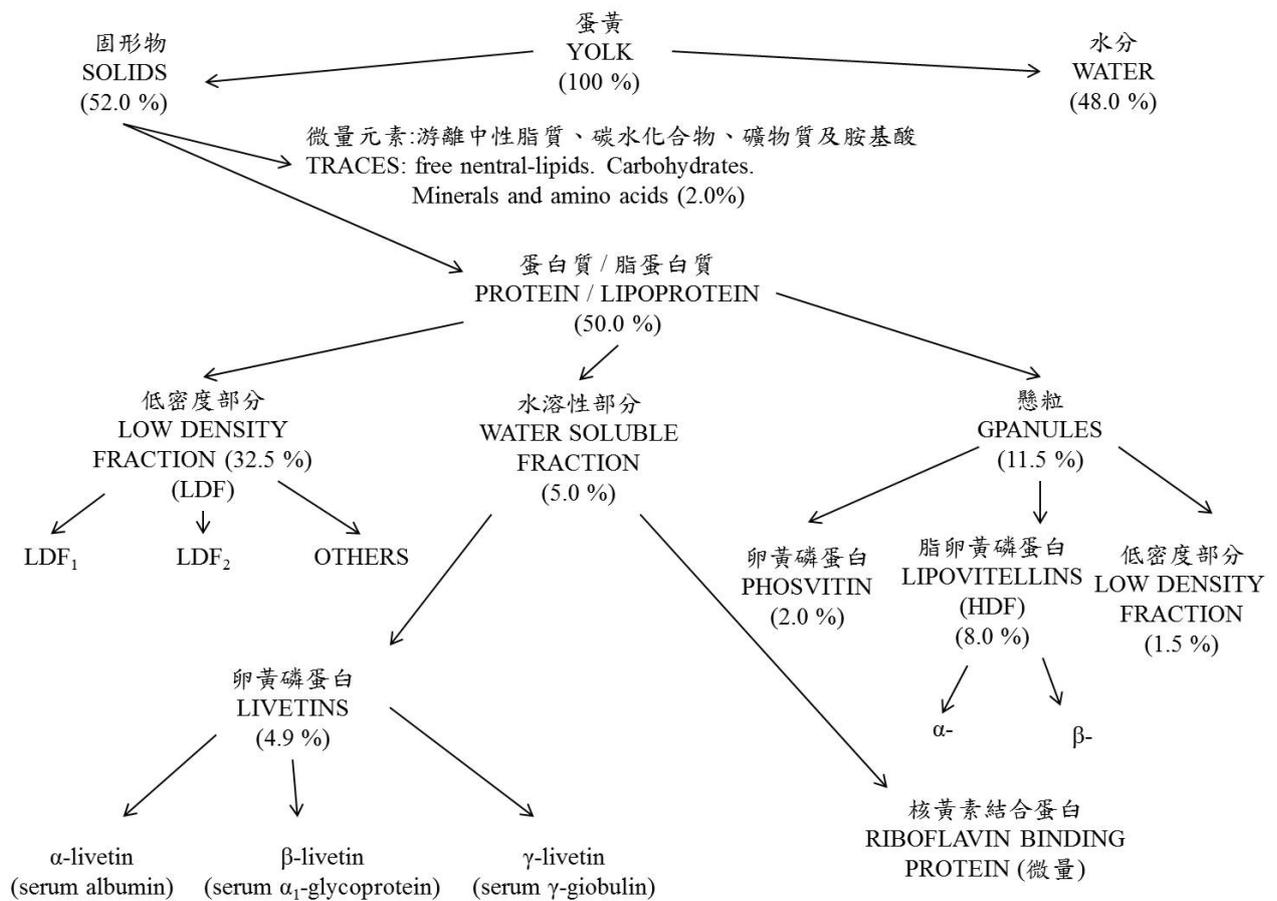 蛋黃
YOLK
(100 %)
固形物
SOLIDS
(52.0 %)
水分
WATER
(48.0 %)
微量元素:游離中性脂質、碳水化合物、礦物質及胺基酸
TRACES: free nentral-lipids. Carbohydrates.
Minerals and amino acids (2.0%)
蛋白質 / 脂蛋白質
PROTEIN / LIPOPROTEIN
(50.0 %)
低密度部分
LOW DENSITY
FRACTION (32.5 %)
(LDF)
水溶性部分
WATER SOLUBLE
FRACTION
(5.0 %)
懸粒
GPANULES
(11.5 %)
LDF₁
LDF₂
OTHERS
卵黃磷蛋白
PHOSVITIN
(2.0 %)
脂卵黃磷蛋白
LIPOVITELLINS
(HDF)
(8.0 %)
低密度部分
LOW DENSITY
FRACTION
(1.5 %)
卵黃磷蛋白
LIVETINS
(4.9 %)
α-
β-
核黃素結合蛋白
RIBOFLAVIN BINDING
PROTEIN (微量)
α-livetin
(serum albumin)
β-livetin
(serum α₁-glycoprotein)
γ-livetin
(serum γ-giobulin)